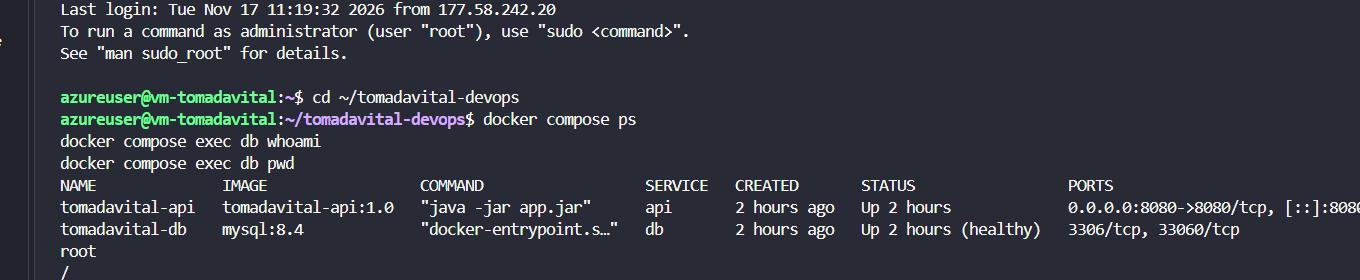 Last login: Tue Nov 17 11:19:32 2026 from 177.58.242.20
To run a command as administrator (user "root"), use "sudo <command>".
See "man sudo_root" for details.
azureuser@vm-tomadavital:~$ cd ~/tomadavital-devops
azureuser@vm-tomadavital:~/tomadavital-devops$ docker compose ps
docker compose exec db whoami
docker compose exec db pwd
NAME IMAGE COMMAND SERVICE CREATED STATUS PORTS
tomadavital-api tomadavital-api:1.0 "java -jar app.jar" api 2 hours ago Up 2 hours 0.0.0.0:8080->8080/tcp, [::]:8080
tomadavital-db mysql:8.4 "docker-entrypoint.s…" db 2 hours ago Up 2 hours (healthy) 3306/tcp, 33060/tcp
root
/